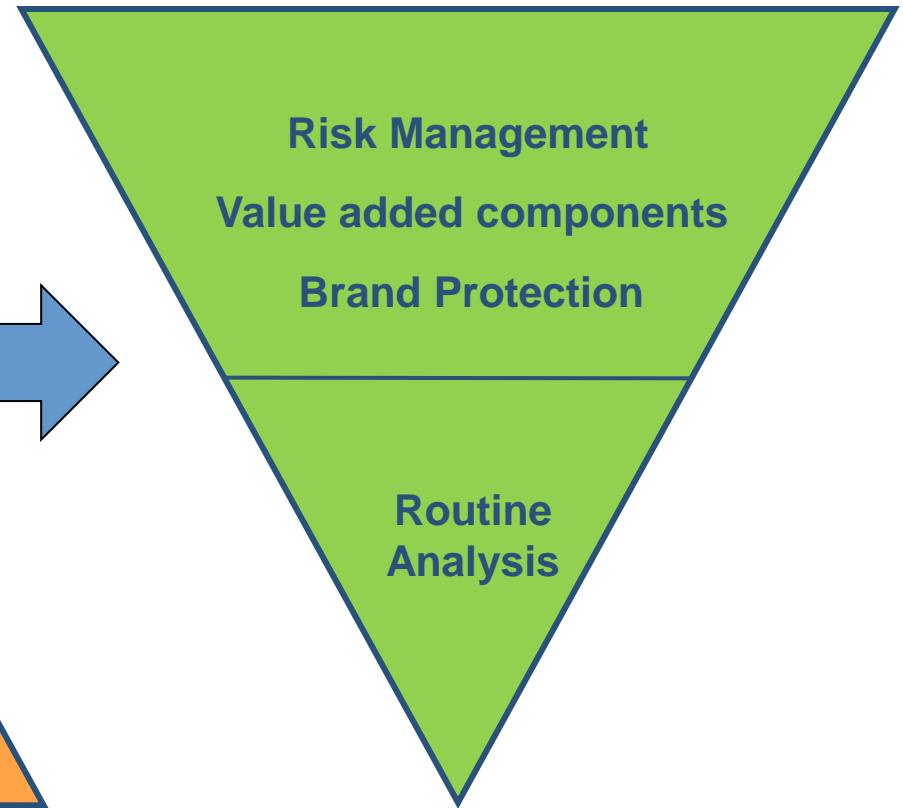 Risk Management
Value added components
Brand Protection
Routine
Analysis